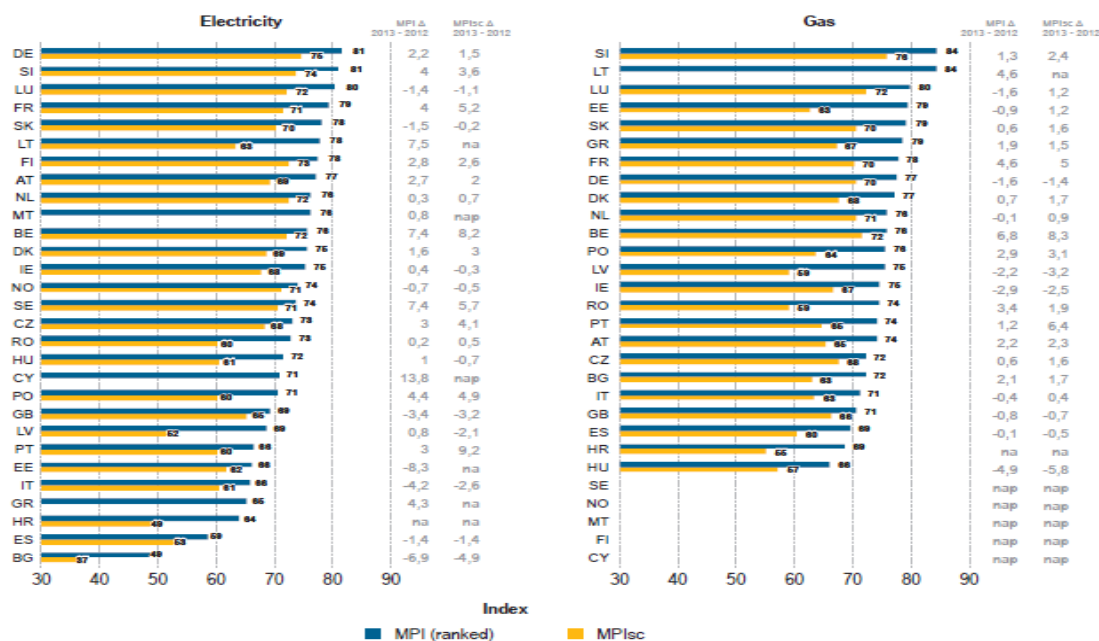 Electricity
MPI Δ 2013 - 2012
MPIsc Δ 2013 - 2012
DE 81 75 2,2 1,5
SI 81 74 4 3,6
LU 80 72 -1,4 -1,1
FR 79 71 4 5,2
SK 78 70 -1,5 -0,2
LT 78 63 7,5 na
FI 78 73 2,8 2,6
AT 77 69 2,7 2
NL 76 72 0,3 0,7
MT 76 0,8 nap
BE 76 72 7,4 8,2
DK 75 69 1,6 3
IE 75 68 0,4 -0,3
NO 74 71 -0,7 -0,5
SE 74 71 7,4 5,7
CZ 73 68 3 4,1
RO 73 60 0,2 0,5
HU 72 61 1 -0,7
CY 71 13,8 nap
PO 71 60 4,4 4,9
GB 69 65 -3,4 -3,2
LV 69 52 0,8 -2,1
PT 66 60 3 9,2
EE 66 62 -8,3 na
IT 66 61 -4,2 -2,6
GR 65 4,3 na
HR 64 49 na na
ES 59 53 -1,4 -1,4
BG 49 37 -6,9 -4,9
30 40 50 60 70 80 90
Gas
MPI Δ 2013 - 2012
MPIsc Δ 2013 - 2012
SI 84 76 1,3 2,4
LT 84 4,6 na
LU 80 72 -1,6 1,2
EE 79 63 -0,9 1,2
SK 79 70 0,6 1,6
GR 79 67 1,9 1,5
FR 78 70 4,6 5
DE 77 70 -1,6 -1,4
DK 77 68 0,7 1,7
NL 76 71 -0,1 0,9
BE 76 72 6,8 8,3
PO 76 64 2,9 3,1
LV 75 59 -2,2 -3,2
IE 75 67 -2,9 -2,5
RO 74 59 3,4 1,9
PT 74 65 1,2 6,4
AT 74 65 2,2 2,3
CZ 72 68 0,6 1,6
BG 72 63 2,1 1,7
IT 71 63 -0,4 0,4
GB 71 66 -0,8 -0,7
ES 69 60 -0,1 -0,5
HR 69 55 na na
HU 66 57 -4,9 -5,8
SE nap nap
NO nap nap
MT nap nap
FI nap nap
CY nap nap
30 40 50 60 70 80 90
Index
MPI (ranked)
MPIsc